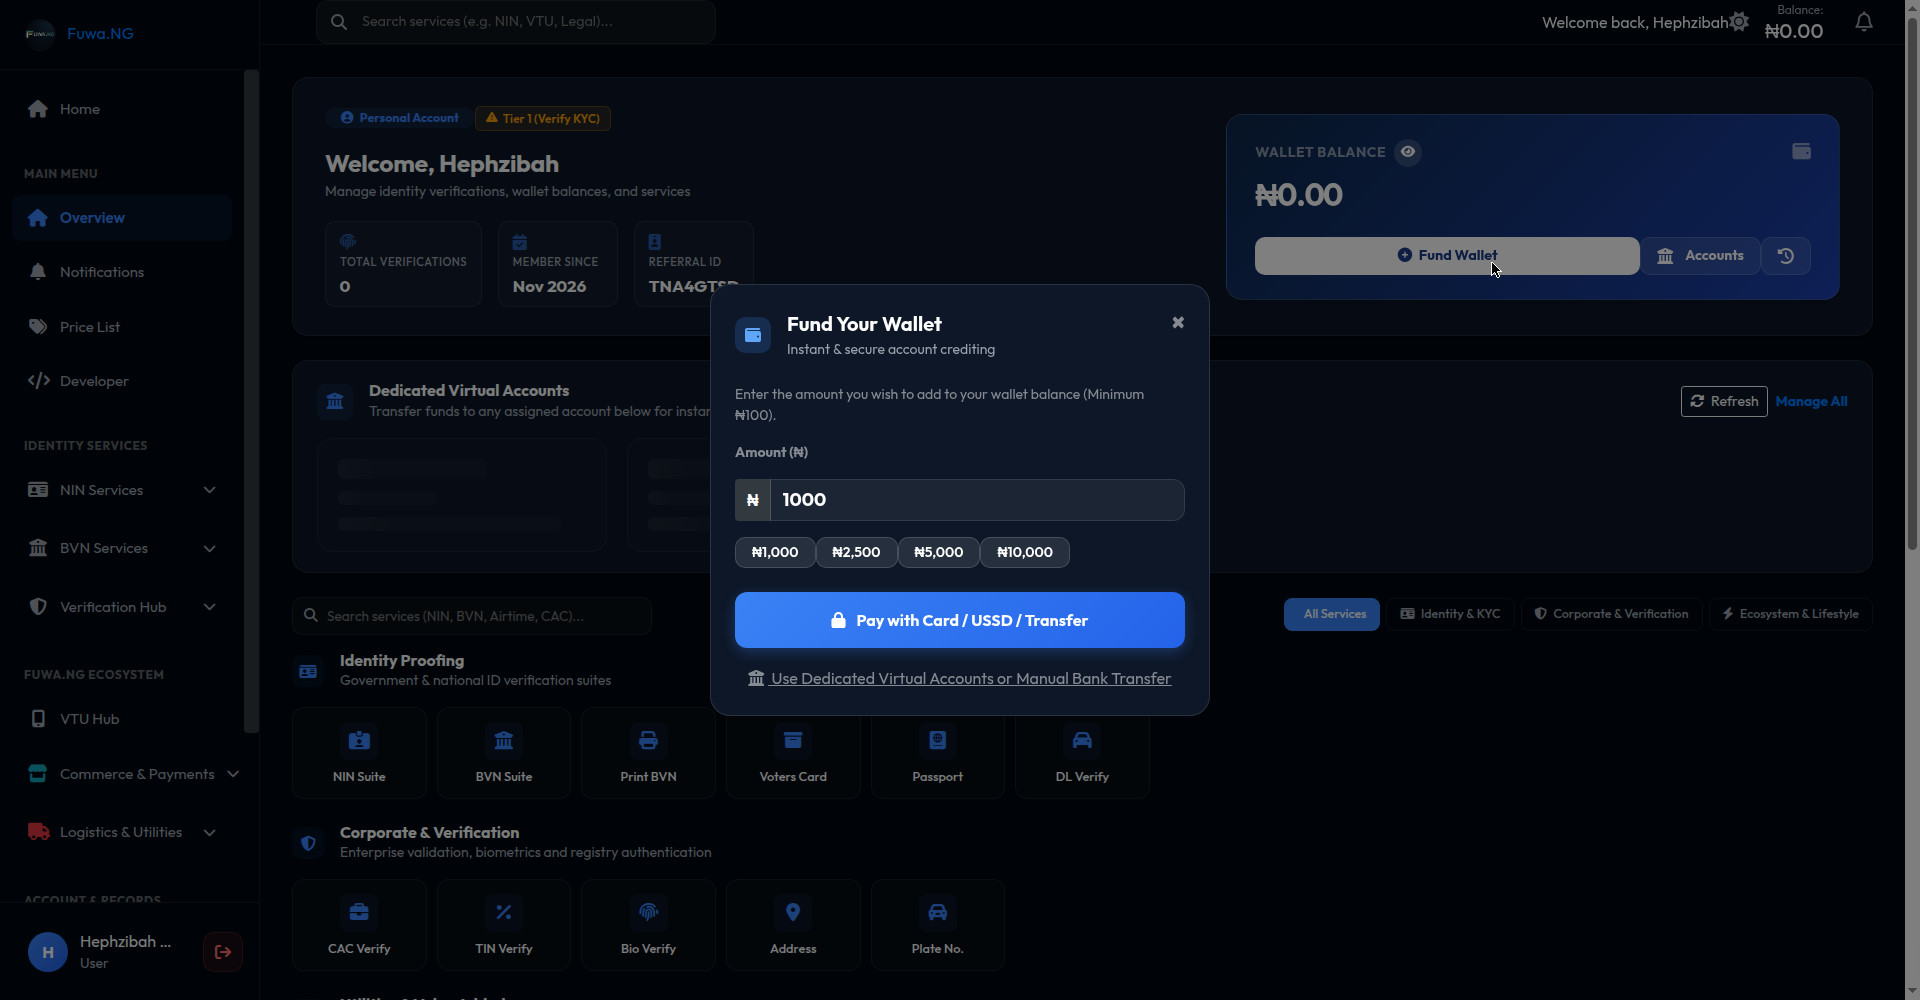 Fuwa.NG
Search services (e.g. NIN, VTU, Legal)...
Welcome back, Hephzibah
Balance:
₦0.00
Home
MAIN MENU
Overview
Notifications
Price List
Developer
IDENTITY SERVICES
NIN Services
BVN Services
Verification Hub
FUWA.NG ECOSYSTEM
VTU Hub
Commerce & Payments
Logistics & Utilities
ACCOUNT & RECORDS
H
Hephzibah ...
User
Personal Account
Tier 1 (Verify KYC)
Welcome, Hephzibah
Manage identity verifications, wallet balances, and services
TOTAL VERIFICATIONS
0
MEMBER SINCE
Nov 2026
REFERRAL ID
WALLET BALANCE
₦0.00
Fund Wallet
Accounts
Dedicated Virtual Accounts
Transfer funds to any assigned account below for
Refresh
Manage All
Fund Your Wallet
Instant & secure account crediting
Enter the amount you wish to add to your wallet balance (Minimum
₦100).
Amount (₦)
₦ 1000
₦1,000
₦2,500
₦5,000
₦10,000
Pay with Card / USSD / Transfer
Use Dedicated Virtual Accounts or Manual Bank Transfer
Search services (NIN, BVN, Airtime, CAC)...
All Services
Identity & KYC
Corporate & Verification
Ecosystem & Lifestyle
Identity Proofing
Government & national ID verification suites
NIN Suite
BVN Suite
Print BVN
Voters Card
Passport
DL Verify
Corporate & Verification
Enterprise validation, biometrics and registry authentication
CAC Verify
TIN Verify
Bio Verify
Address
Plate No.